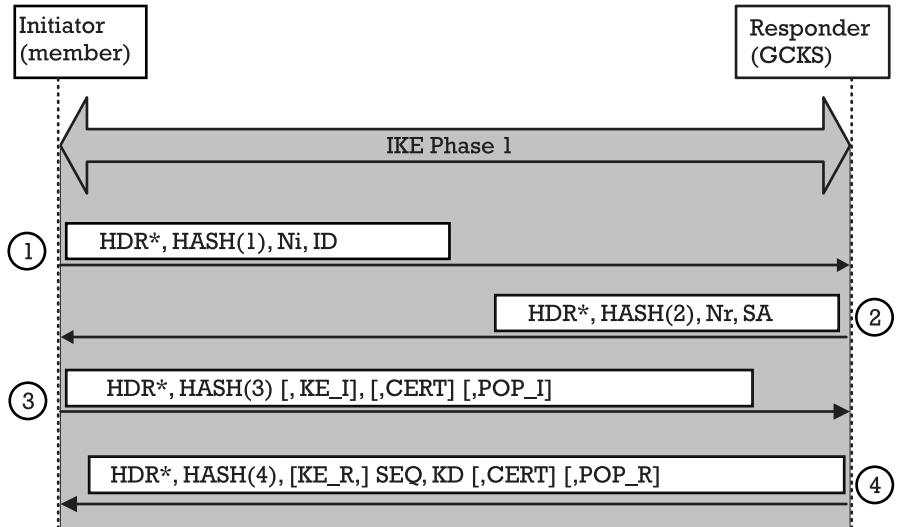 Initiator
(member)
Responder
(GCKS)
IKE Phase 1
1
HDR*, HASH(1), Ni, ID
HDR*, HASH(2), Nr, SA
2
3
HDR*, HASH(3) [, KE_I], [,CERT] [,POP_I]
HDR*, HASH(4), [KE_R,] SEQ, KD [,CERT] [,POP_R]
4